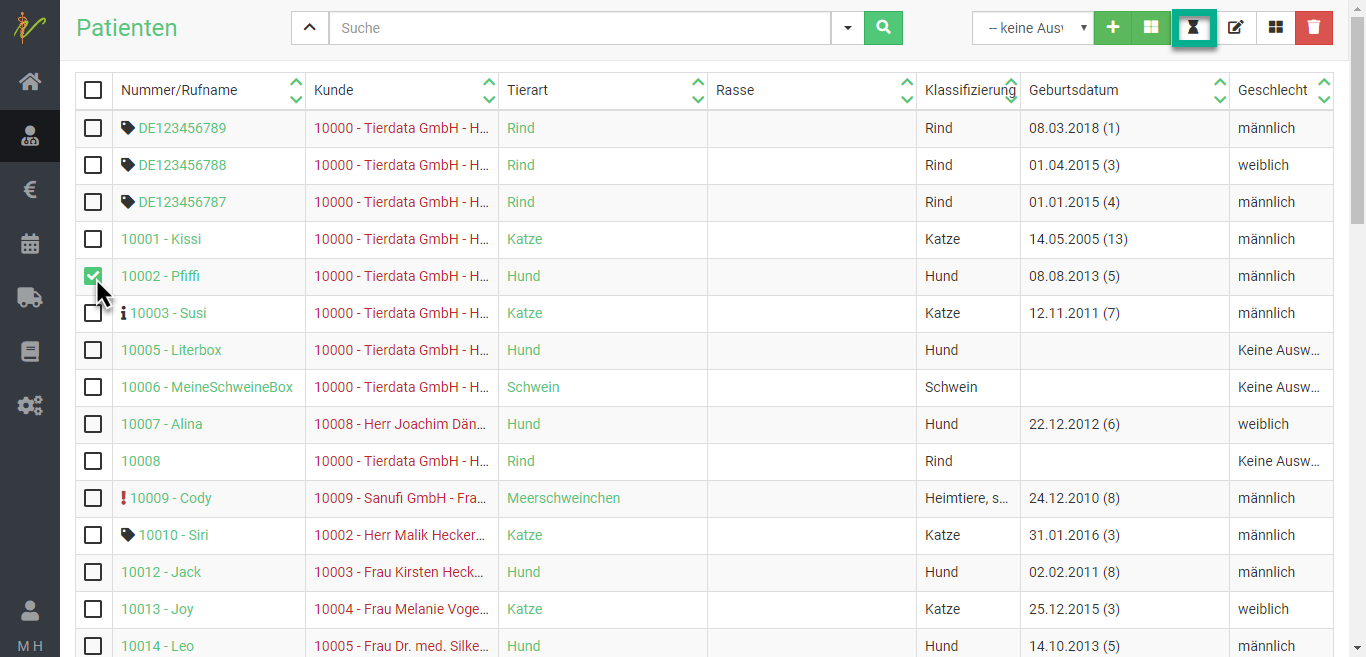 Patienten
Suche
-- keine Ausv
Nummer/Rufname Kunde Tierart Rasse Klassifizierung Geburtsdatum Geschlecht
DE123456789 10000 - Tierdata GmbH - H... Rind Rind 08.03.2018 (1) männlich
DE123456788 10000 - Tierdata GmbH - H... Rind Rind 01.04.2015 (3) weiblich
DE123456787 10000 - Tierdata GmbH - H... Rind Rind 01.01.2015 (4) männlich
10001 - Kissi 10000 - Tierdata GmbH - H... Katze Katze 14.05.2005 (13) männlich
10002 - Pfiffi 10000 - Tierdata GmbH - H... Hund Hund 08.08.2013 (5) männlich
10003 - Susi 10000 - Tierdata GmbH - H... Katze Katze 12.11.2011 (7) männlich
10005 - Literbox 10000 - Tierdata GmbH - H... Hund Hund Keine Ausw...
10006 - MeineSchweineBox 10000 - Tierdata GmbH - H... Schwein Schwein Keine Ausw...
10007 - Alina 10008 - Herr Joachim Dän... Hund Hund 22.12.2012 (6) weiblich
10008 10000 - Tierdata GmbH - H... Rind Rind Keine Ausw...
10009 - Cody 10009 - Sanufi GmbH - Fra... Meerschweinchen Heimtiere, s... 24.12.2010 (8) männlich
10010 - Siri 10002 - Herr Malik Hecker... Katze Katze 31.01.2016 (3) männlich
10012 - Jack 10003 - Frau Kirsten Heck... Hund Hund 02.02.2011 (8) männlich
10013 - Joy 10004 - Frau Melanie Voge... Katze Katze 25.12.2015 (3) weiblich
10014 - Leo 10005 - Frau Dr. med. Silke... Hund Hund 14.10.2013 (5) männlich
M H